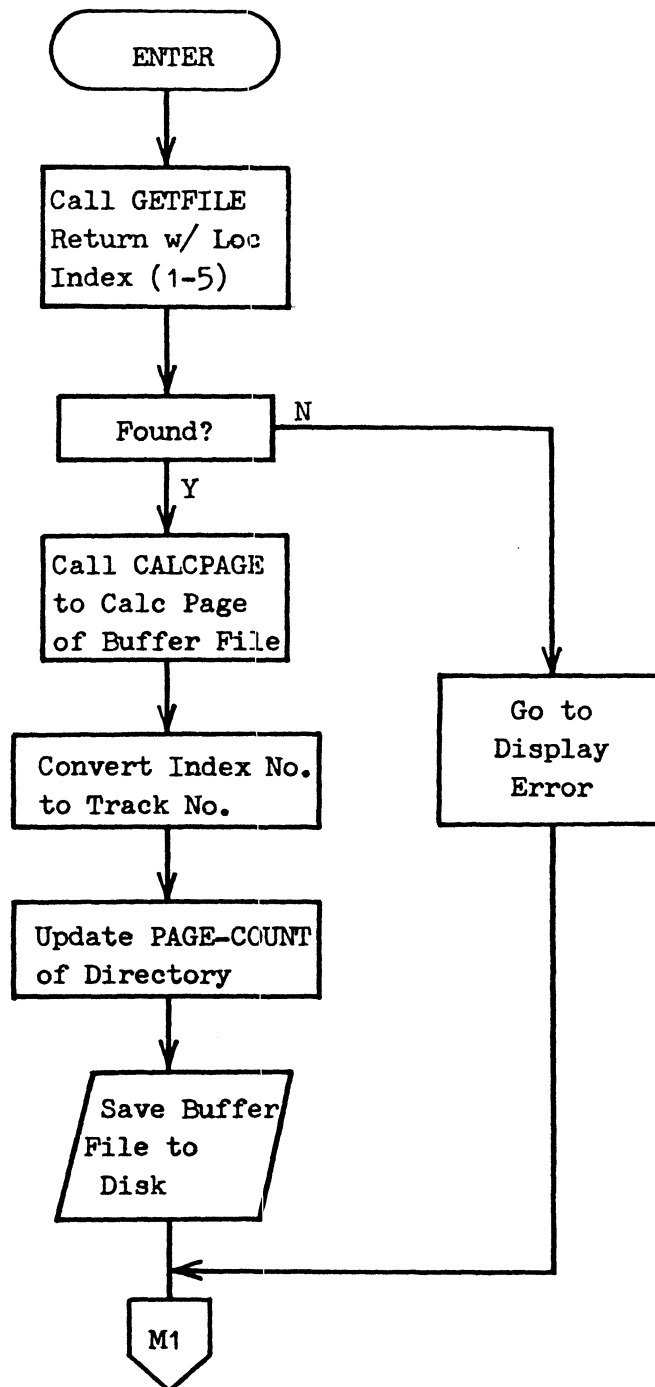 ENTER
Call GETFILE
Return w/ Loc
Index (1-5)
Found?
N
Y
Call CALCPAGE
to Calc Page
of Buffer File
Go to
Display
Error
Convert Index No.
to Track No.
Update PAGE-COUNT
of Directory
Save Buffer
File to
Disk
M1